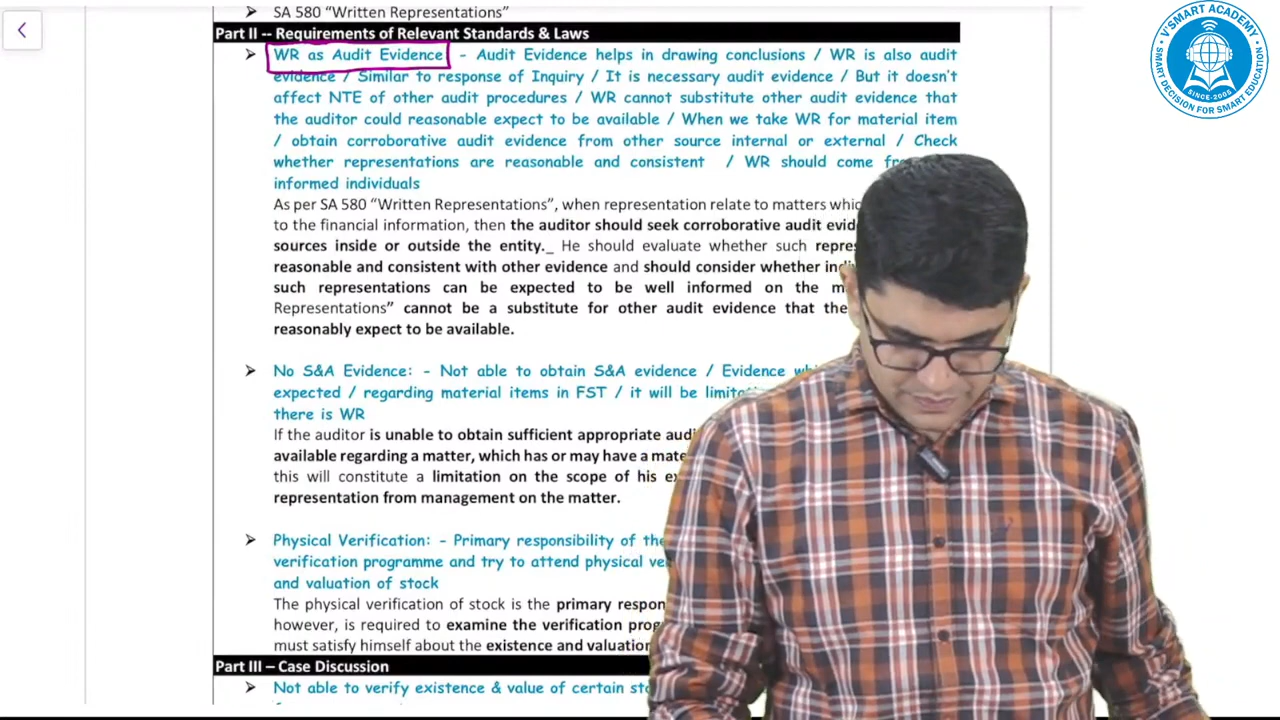 SA 580 “Written Representations”
Part II -- Requirements of Relevant Standards & Laws
WR as Audit Evidence - Audit Evidence helps in drawing conclusions / WR is also audit
evidence / Similar to response of Inquiry / It is necessary audit evidence / But it doesn't
affect NTE of other audit procedures / WR cannot substitute other audit evidence that
the auditor could reasonable expect to be available / When we take WR for material item
/ obtain corroborative audit evidence from other source internal or external / Check
whether representations are reasonable and consistent / WR should come
informed individuals
As per SA 580 “Written Representations”, when representation relate to matters
to the financial information, then the auditor should seek corroborative audit
sources inside or outside the entity._ He should evaluate whether such
reasonable and consistent with other evidence and should consider whether
such representations can be expected to be well informed on the
Representations” cannot be a substitute for other audit evidence that the
reasonably expect to be available.
No S&A Evidence: - Not able to obtain S&A evidence / Evidence
expected / regarding material items in FST / it will be
there is WR
If the auditor is unable to obtain sufficient appropriate
available regarding a matter, which has or may have a
this will constitute a limitation on the scope of his
representation from management on the matter.
Physical Verification: - Primary responsibility of
verification programme and try to attend physical
and valuation of stock
The physical verification of stock is the primary
however, is required to examine the verification
must satisfy himself about the existence and
Part III – Case Discussion
Not able to verify existence & value of certain
V'SMART ACADEMY
SINCE-2005
SMART DECISION FOR SMART EDUCATION